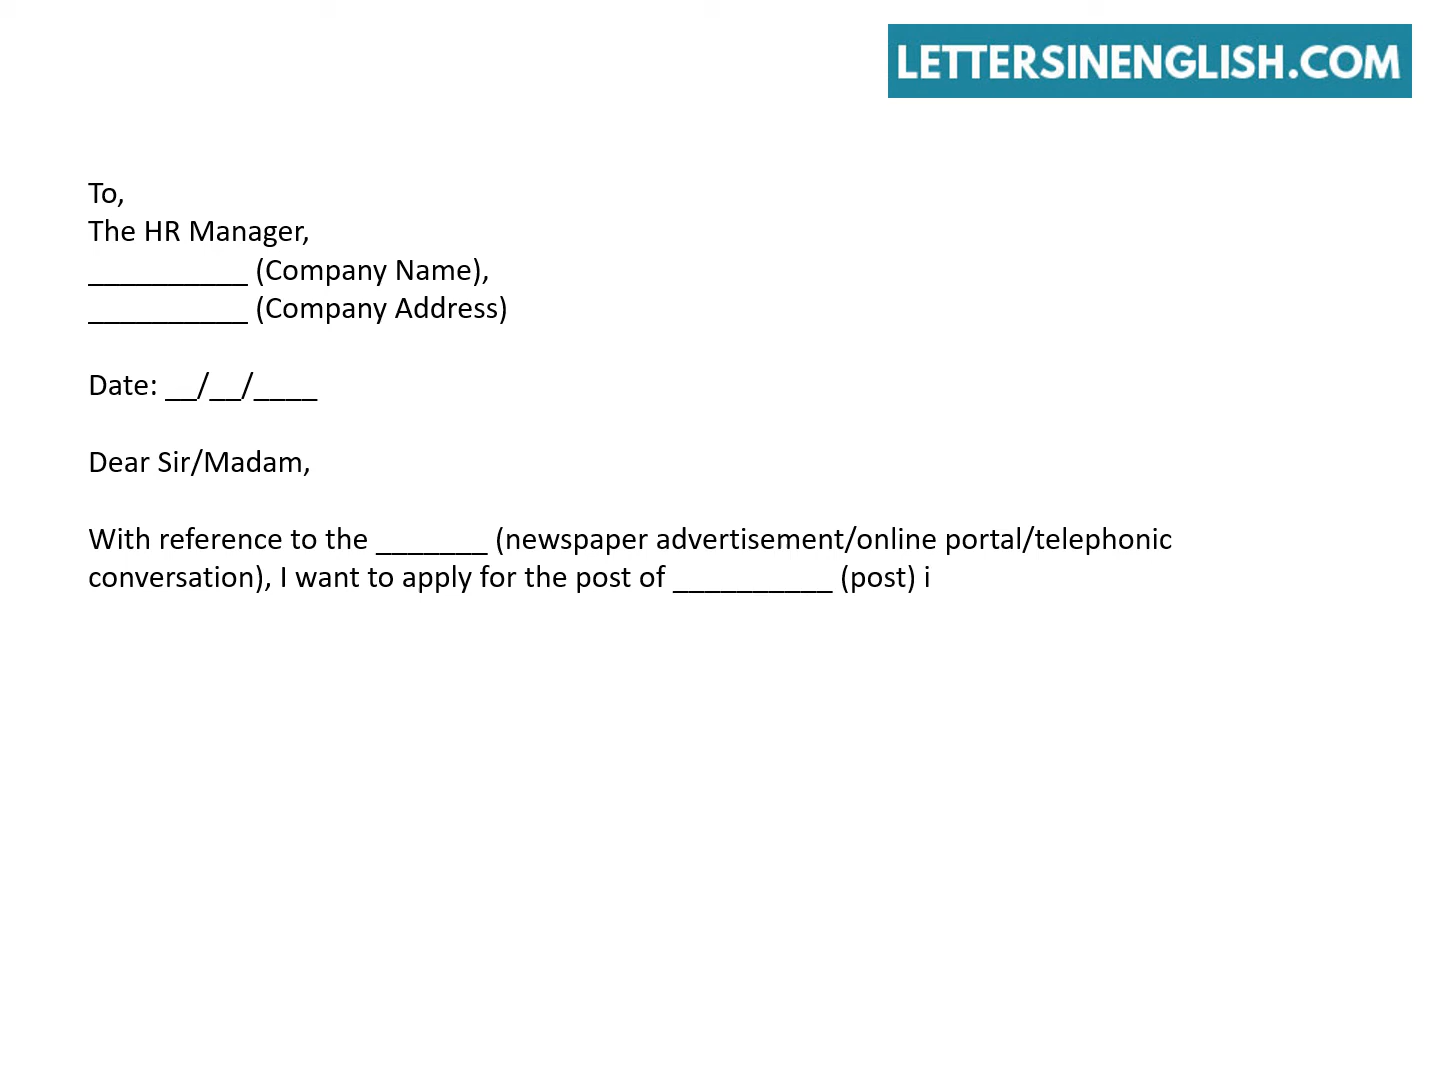 LETTERSINENGLISH.COM
To,
The HR Manager,
__________ (Company Name),
__________ (Company Address)
Date: __/__/____
Dear Sir/Madam,
With reference to the _______ (newspaper advertisement/online portal/telephonic
conversation), I want to apply for the post of __________ (post) i